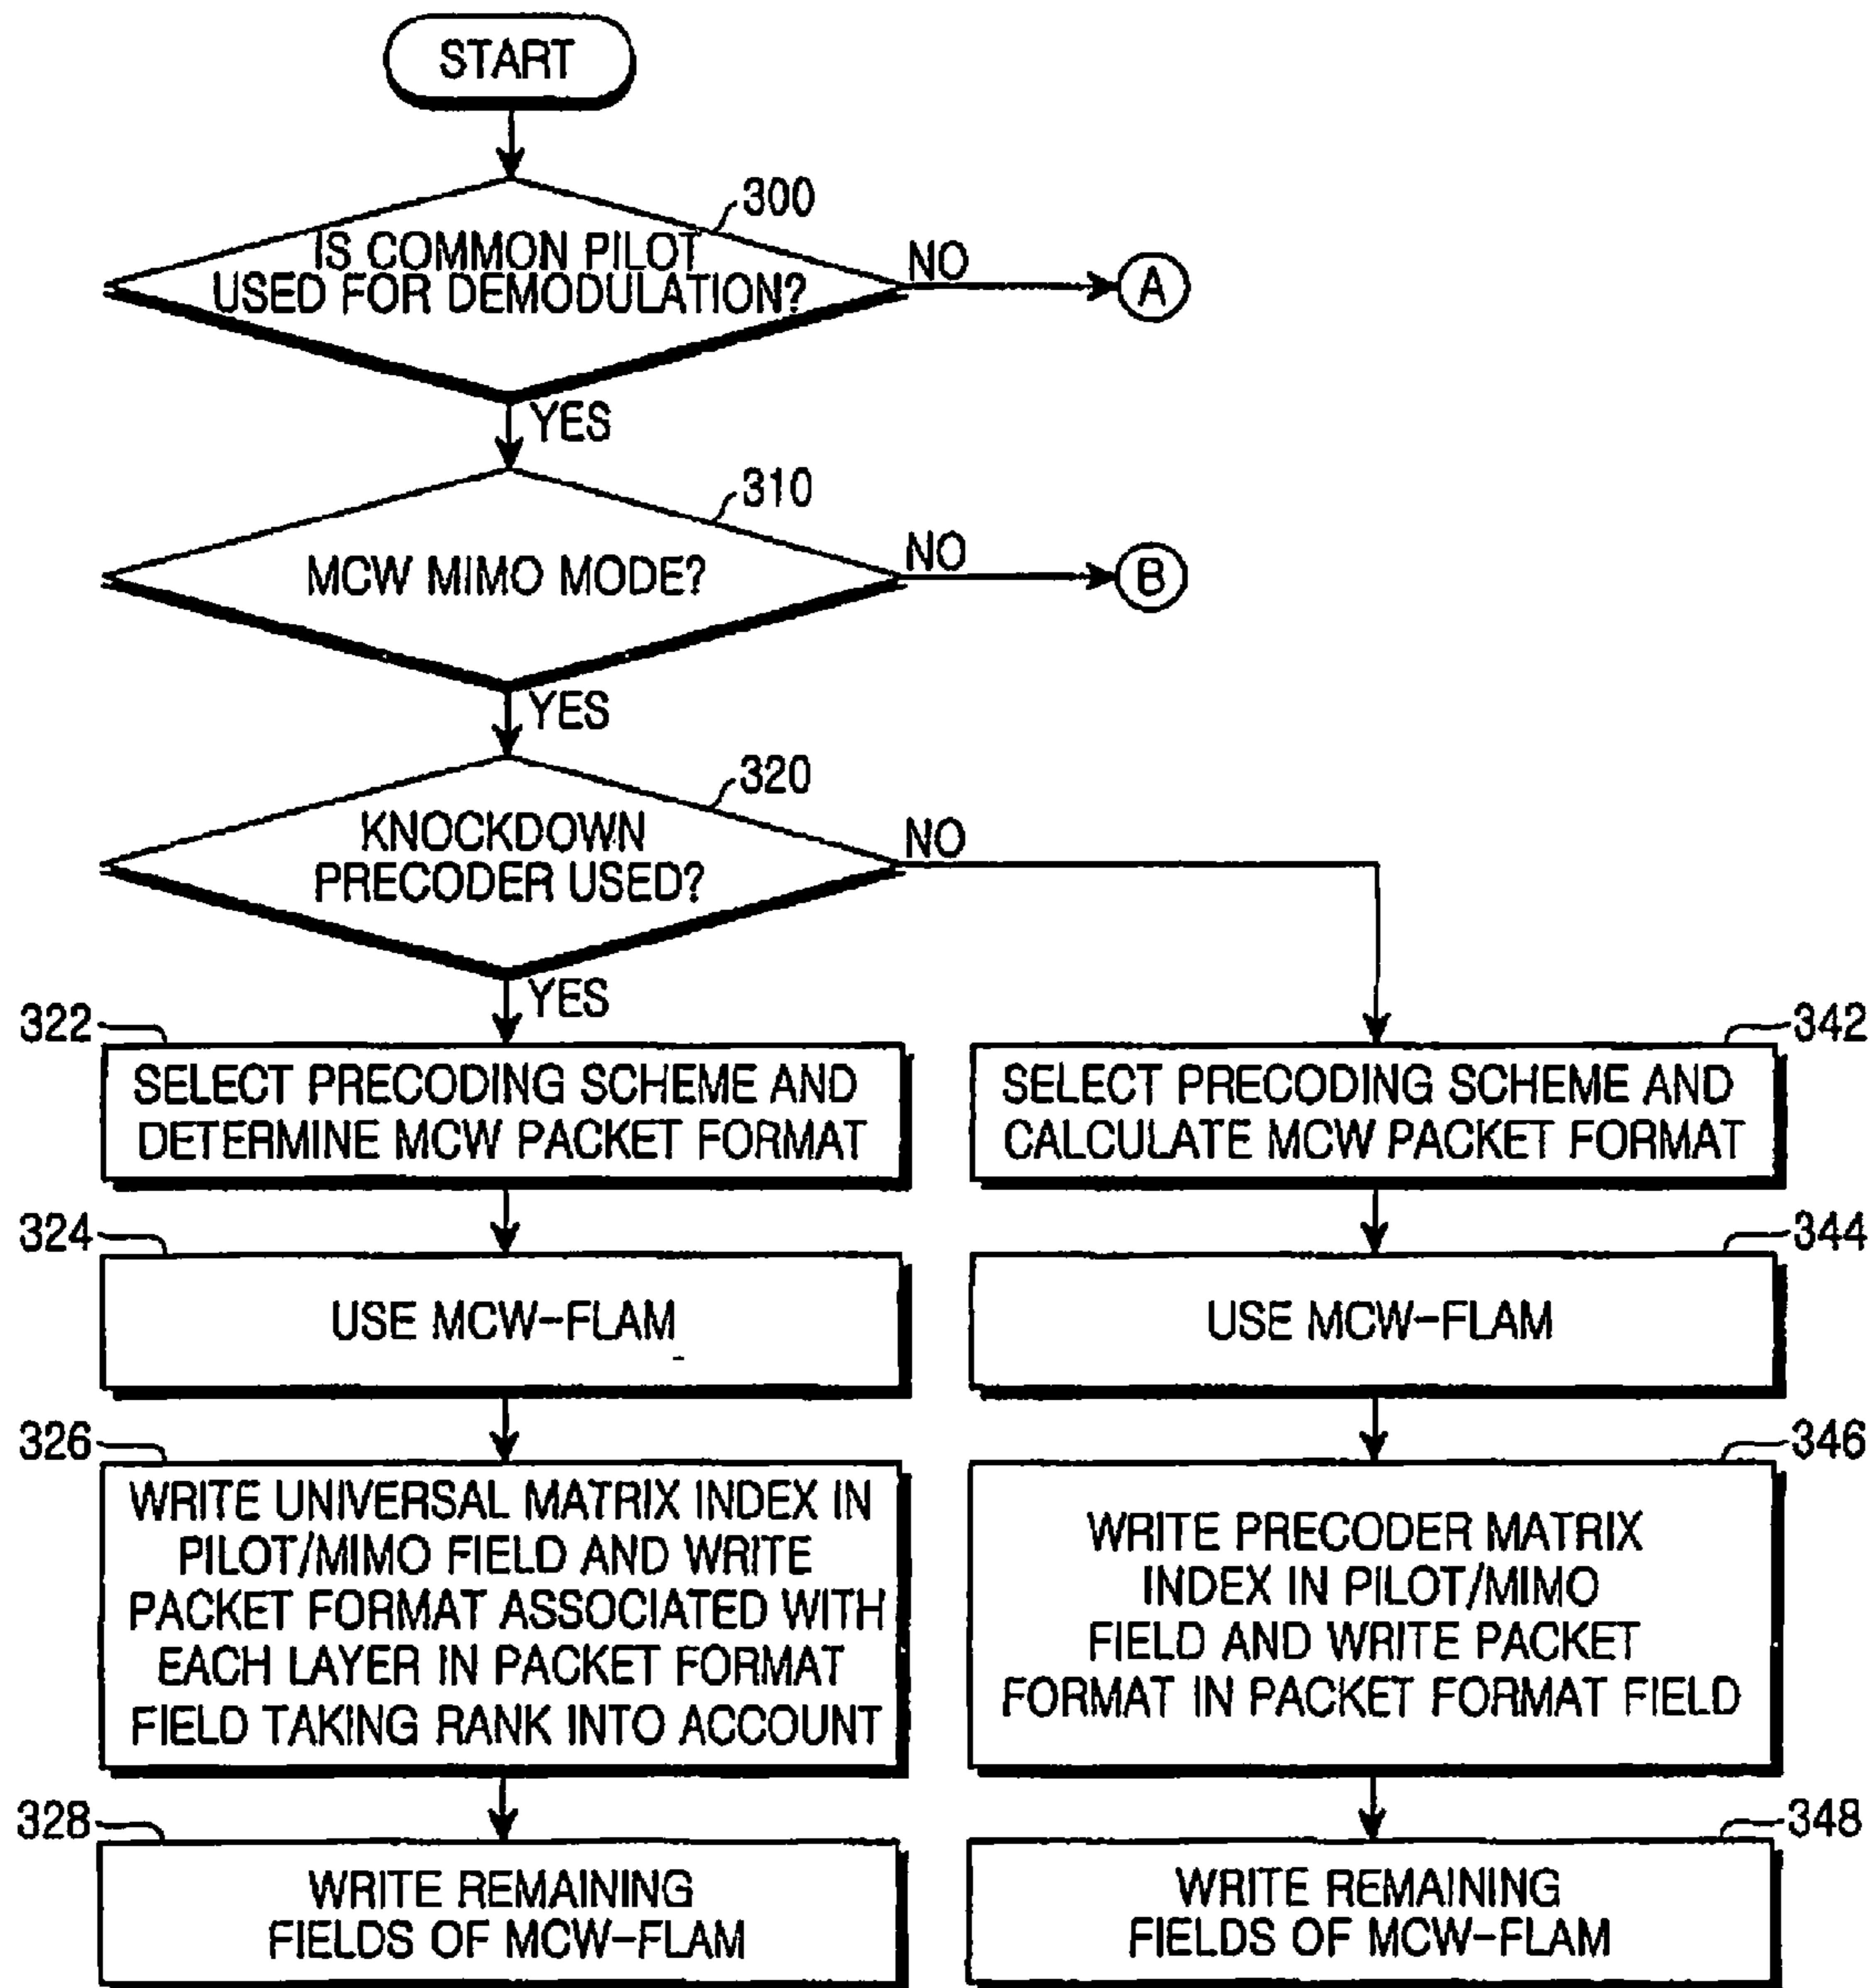 START
300
IS COMMON PILOT
USED FOR DEMODULATION?
NO
A
YES
310
MCW MIMO MODE?
NO
B
YES
320
KNOCKDOWN
PRECODER USED?
NO
YES
322
SELECT PRECODING SCHEME AND
DETERMINE MCW PACKET FORMAT
342
SELECT PRECODING SCHEME AND
CALCULATE MCW PACKET FORMAT
324
USE MCW-FLAM
344
USE MCW-FLAM
326
WRITE UNIVERSAL MATRIX INDEX IN
PILOT/MIMO FIELD AND WRITE
PACKET FORMAT ASSOCIATED WITH
EACH LAYER IN PACKET FORMAT
FIELD TAKING RANK INTO ACCOUNT
346
WRITE PRECODER MATRIX
INDEX IN PILOT/MIMO
FIELD AND WRITE PACKET
FORMAT IN PACKET FORMAT FIELD
328
WRITE REMAINING
FIELDS OF MCW-FLAM
348
WRITE REMAINING
FIELDS OF MCW-FLAM